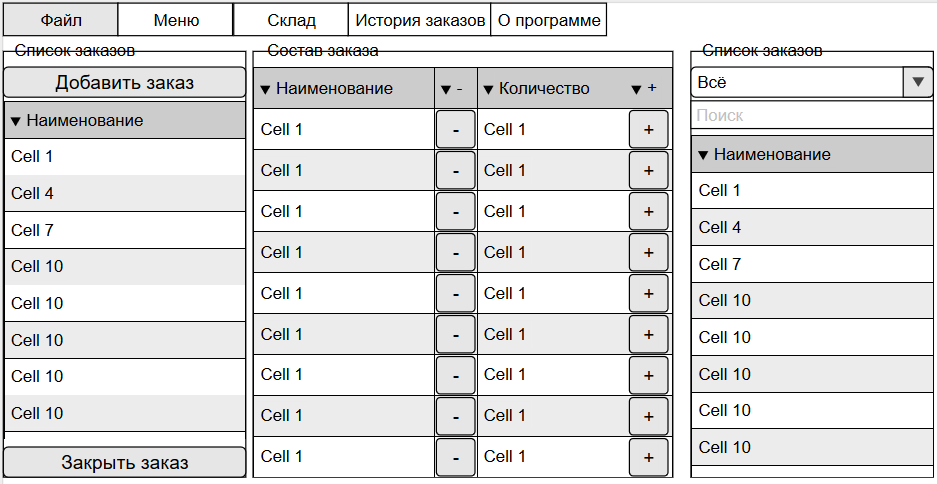 Файл Меню Склад История заказов О программе
Список заказов
Добавить заказ
▼ Наименование
Cell 1
Cell 4
Cell 7
Cell 10
Cell 10
Cell 10
Cell 10
Cell 10
Закрыть заказ
Состав заказа
▼ Наименование ▼ - ▼ Количество ▼ +
Cell 1 - Cell 1 +
Cell 1 - Cell 1 +
Cell 1 - Cell 1 +
Cell 1 - Cell 1 +
Cell 1 - Cell 1 +
Cell 1 - Cell 1 +
Cell 1 - Cell 1 +
Cell 1 - Cell 1 +
Cell 1 - Cell 1 +
Список заказов
Всё ▼
Поиск
▼ Наименование
Cell 1
Cell 4
Cell 7
Cell 10
Cell 10
Cell 10
Cell 10
Cell 10